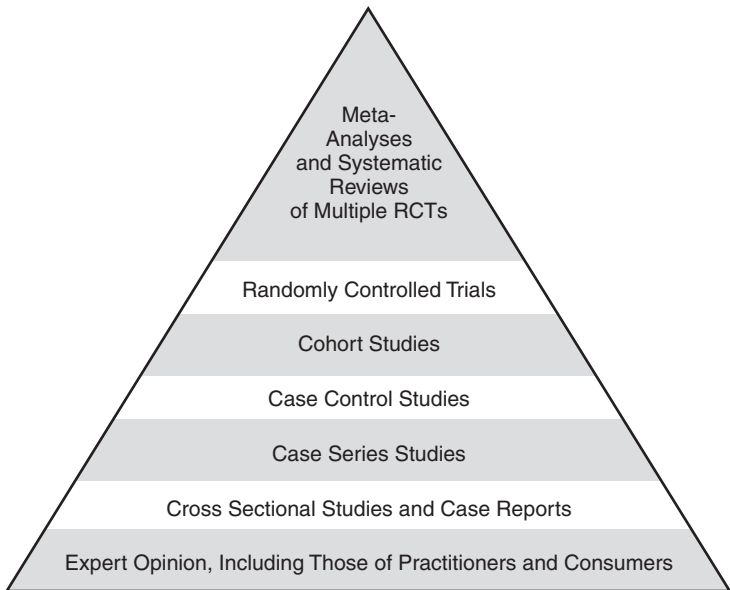 Meta-
Analyses
and Systematic
Reviews
of Multiple RCTs
Randomly Controlled Trials
Cohort Studies
Case Control Studies
Case Series Studies
Cross Sectional Studies and Case Reports
Expert Opinion, Including Those of Practitioners and Consumers